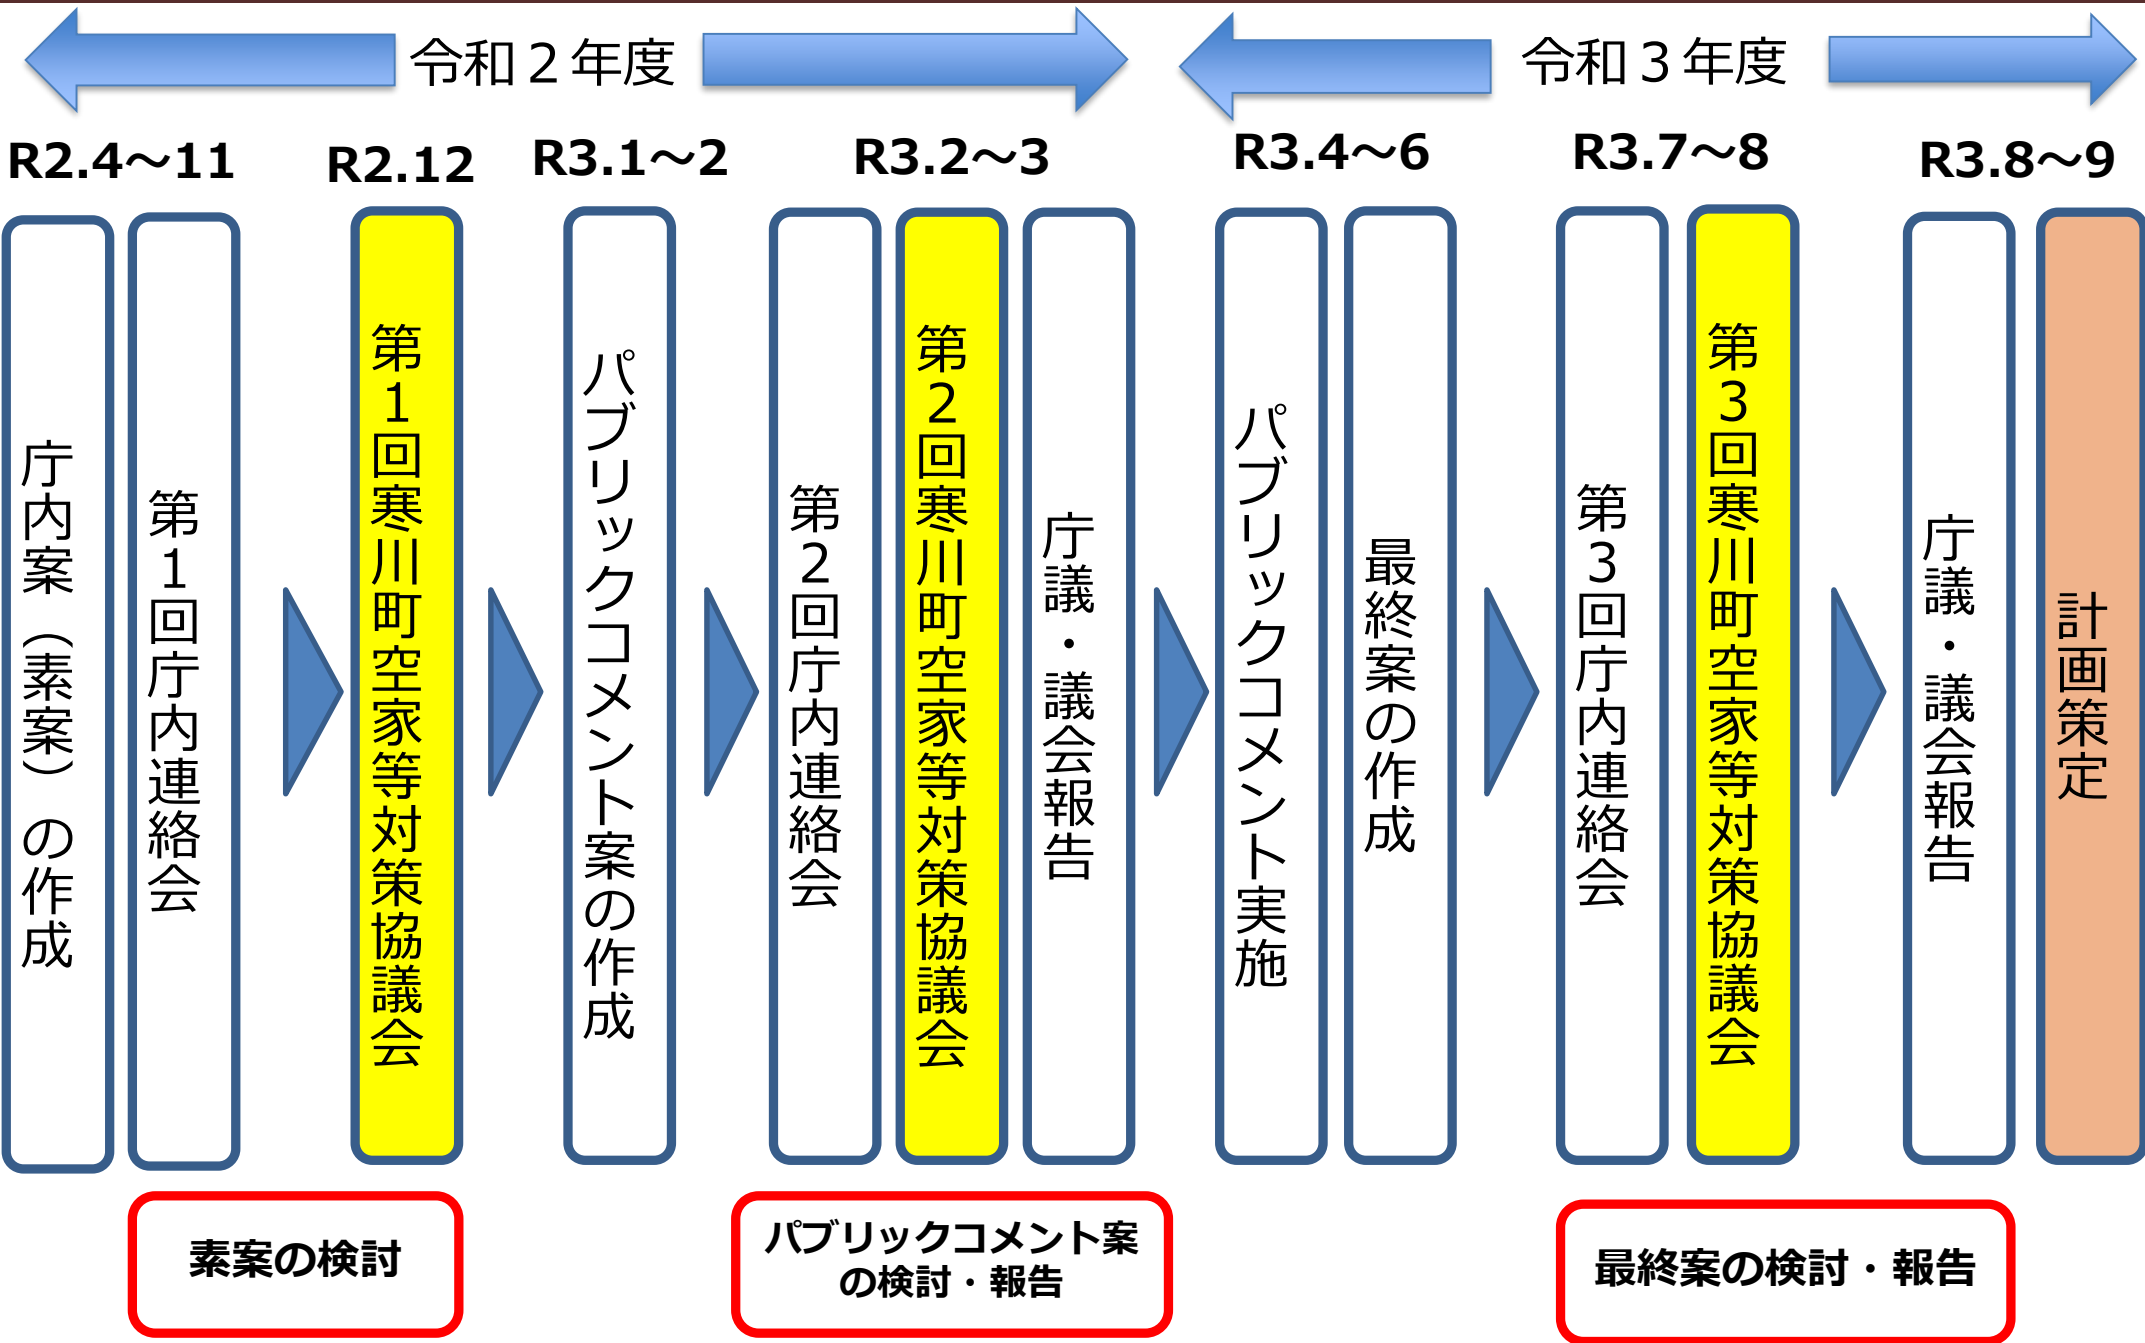 令和２年度
令和３年度
R2.4～11
R2.12
R3.1～2
R3.2～3
R3.4～6
R3.7～8
R3.8～9
庁内案（素案）の作成
第１回庁内連絡会
第１回寒川町空家等対策協議会
パブリックコメント案の作成
第２回庁内連絡会
第２回寒川町空家等対策協議会
庁議・議会報告
パブリックコメント実施
最終案の作成
第３回庁内連絡会
第３回寒川町空家等対策協議会
庁議・議会報告
計画策定
素案の検討
パブリックコメント案
の検討・報告
最終案の検討・報告